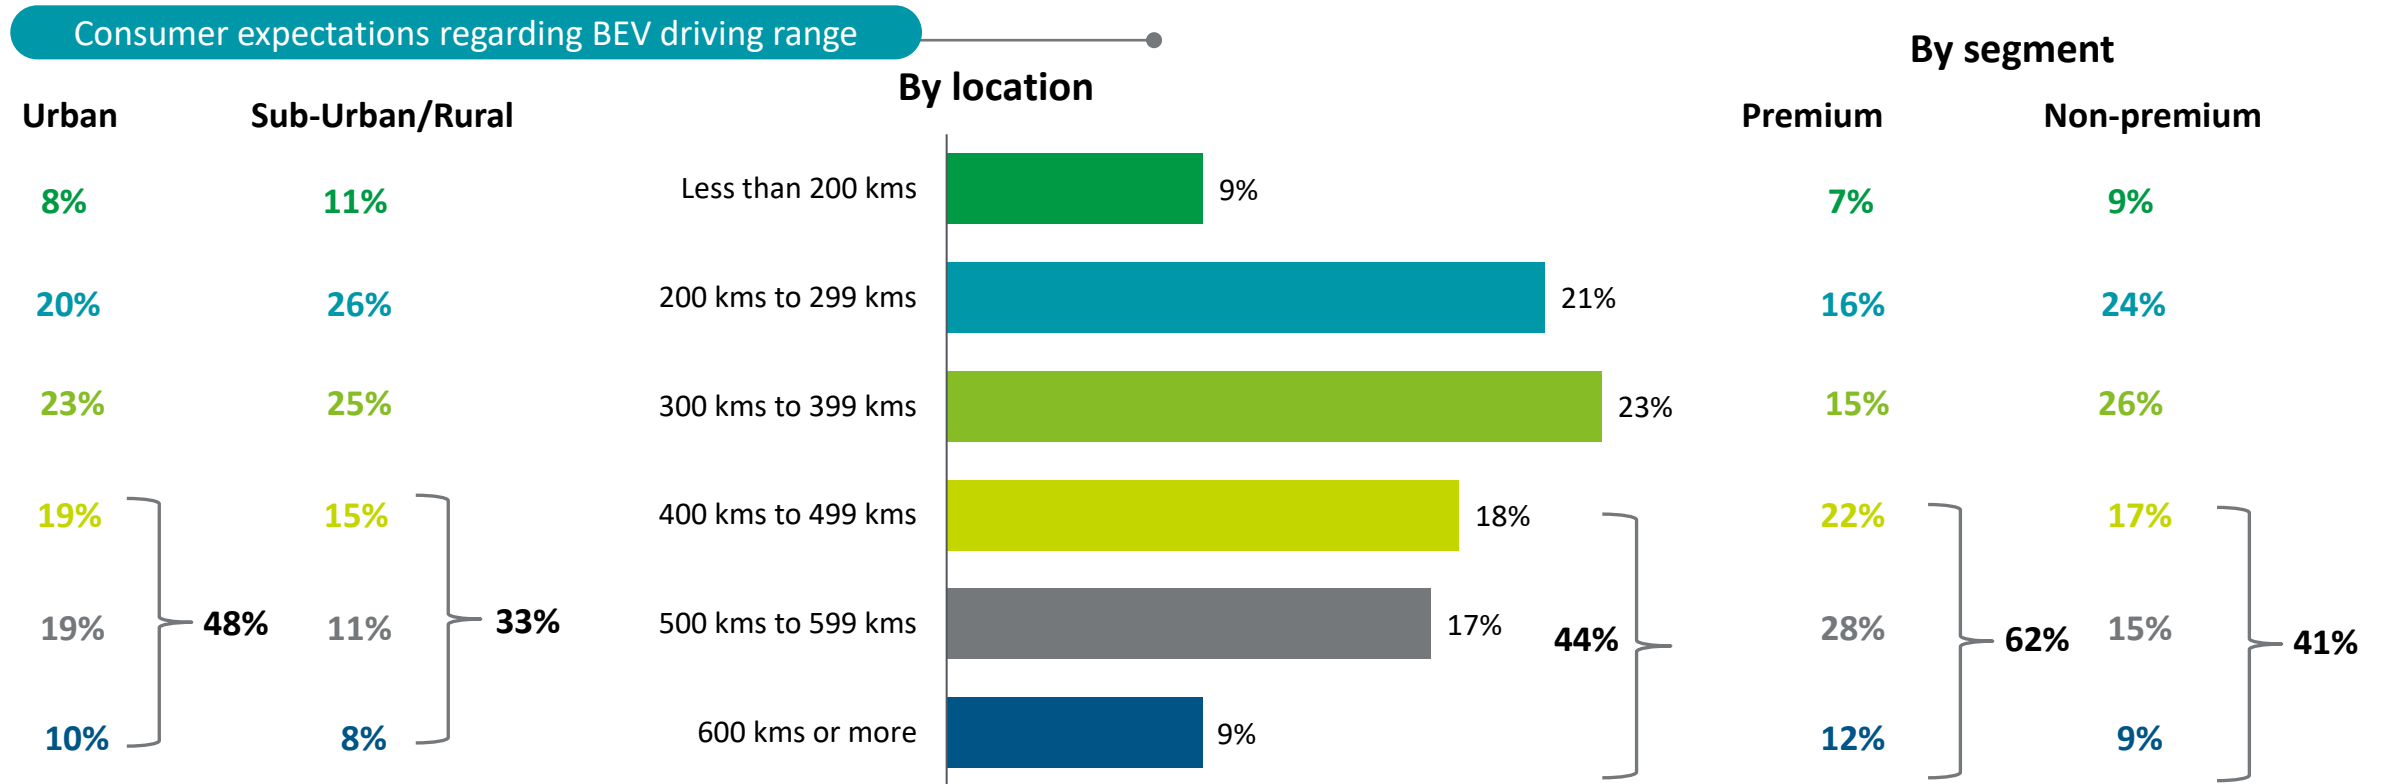 Consumer expectations regarding BEV driving range
By location
By segment
Urban Sub-Urban/Rural
Premium Non-premium
8% 11% Less than 200 kms 9% 7% 9%
20% 26% 200 kms to 299 kms 21% 16% 24%
23% 25% 300 kms to 399 kms 23% 15% 26%
19% 15% 400 kms to 499 kms 18% 22% 17%
19% 48% 11% 33% 500 kms to 599 kms 17% 44% 28% 62% 15% 41%
10% 8% 600 kms or more 9% 12% 9%